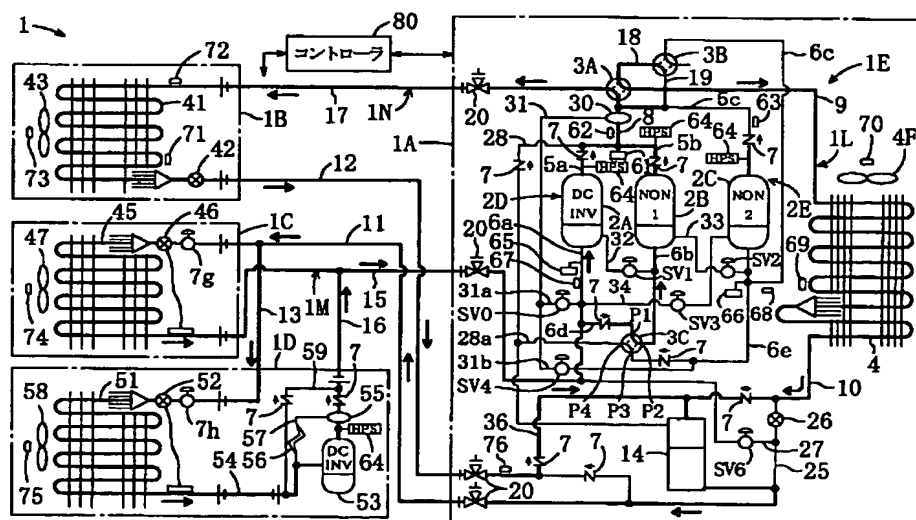 1
80
コントローラ
72
43
41
71
42
73
1B
17
1N
12
20
1A
31
28
18
3B
3A
19
6c
1E
30
8
5c
63
62
HPS
64
9
5b
64
HPS
7
7
7
7
5a
61
HPS
64
2D
DC
INV
NON
1
2B
2C
NON
2
2E
2A
33
1L
70
4F
69
6a
65
67
32
6b
SV1
SV2
31a
SV0
34
SV3
66
68
6d
7
P1
3C
28a
31b
7
SV4
P4
P3
P2
6e
4
10
45
46
47
1C
11
7g
74
13
1M
15
20
16
1D
59
7
51
52
58
7
55
57
HPS
64
56
7h
DC
INV
53
54
75
36
76
7
7
20
14
7
26
27
SV6
25